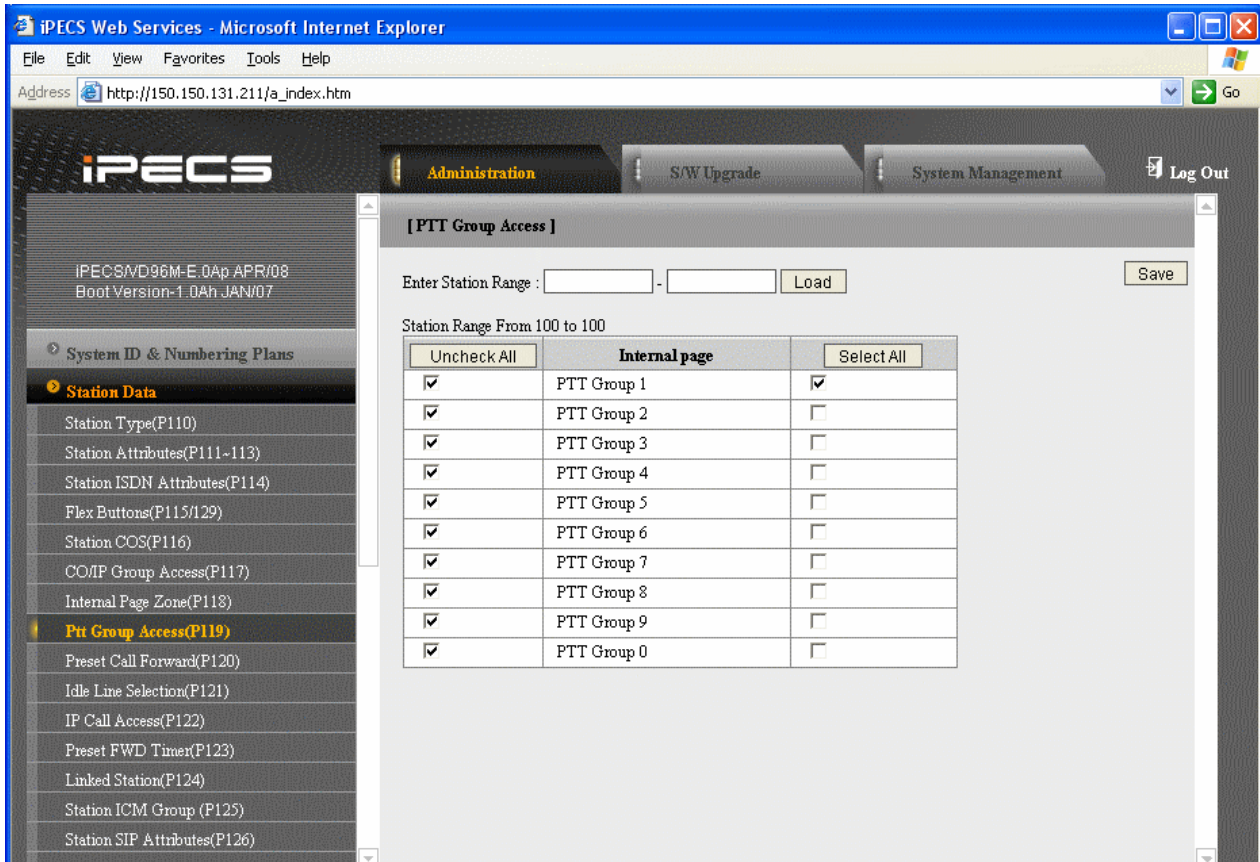 iPECS Web Services - Microsoft Internet Explorer
File Edit View Favorites Tools Help
Address http://150.150.131.211/a_index.htm Go
iPECS
Administration S/W Upgrade System Management Log Out
iPECS/VD96M-E.0Ap APR/08
Boot Version-1.0Ah JAN/07
System ID & Numbering Plans
Station Data
Station Type(P110)
Station Attributes(P111~113)
Station ISDN Attributes(P114)
Flex Buttons(P115/129)
Station COS(P116)
CO/IP Group Access(P117)
Internal Page Zone(P118)
Ptt Group Access(P119)
Preset Call Forward(P120)
Idle Line Selection(P121)
IP Call Access(P122)
Preset FWD Timer(P123)
Linked Station(P124)
Station ICM Group (P125)
Station SIP Attributes(P126)
[ PTT Group Access ]
Enter Station Range : - Load Save
Station Range From 100 to 100
Uncheck All Internal page Select All
PTT Group 1
PTT Group 2
PTT Group 3
PTT Group 4
PTT Group 5
PTT Group 6
PTT Group 7
PTT Group 8
PTT Group 9
PTT Group 0